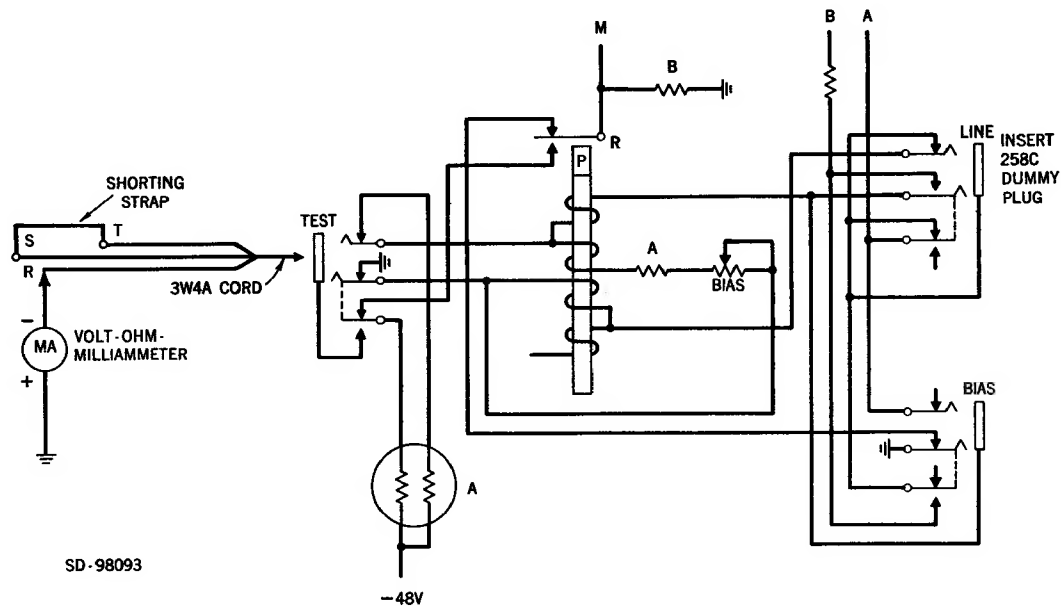 M
B
B A
R
P
LINE
INSERT
258C
DUMMY
PLUG
SHORTING
STRAP
S T
R
3W4A CORD
TEST
A
BIAS
- MA
+
VOLT-OHM-
MILLIAMMETER
BIAS
A
SD-98093
-48V